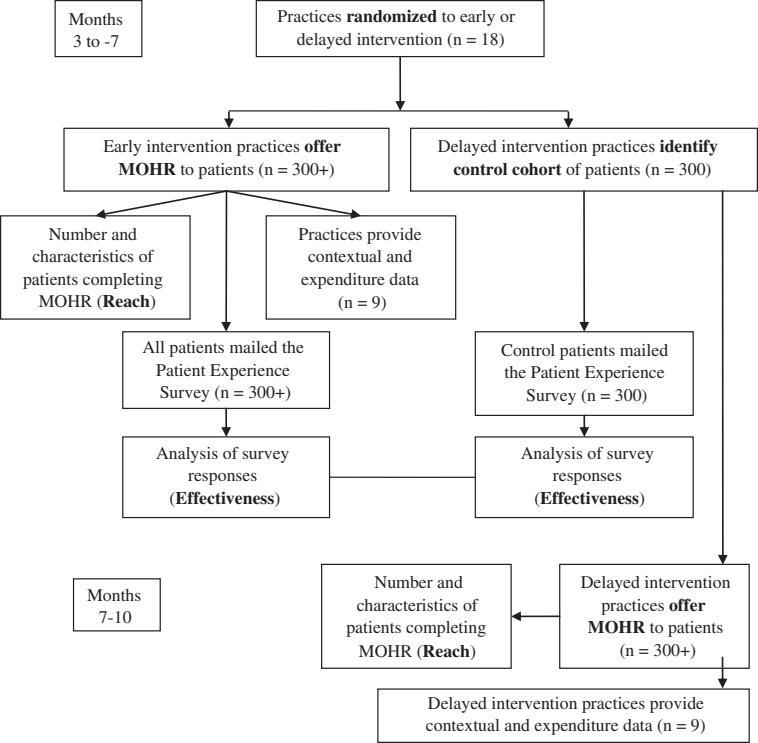 Months
3 to -7
Practices randomized to early or
delayed intervention (n = 18)
Early intervention practices offer
MOHR to patients (n = 300+)
Delayed intervention practices identify
control cohort of patients (n = 300)
Number and
characteristics of
patients completing
MOHR (Reach)
Practices provide
contextual and
expenditure data
(n = 9)
All patients mailed the
Patient Experience
Survey (n = 300+)
Control patients mailed
the Patient Experience
Survey (n = 300)
Analysis of survey
responses
(Effectiveness)
Analysis of survey
responses
(Effectiveness)
Months
7-10
Number and
characteristics of
patients completing
MOHR (Reach)
Delayed intervention
practices offer
MOHR to patients
(n = 300+)
Delayed intervention practices provide
contextual and expenditure data (n = 9)